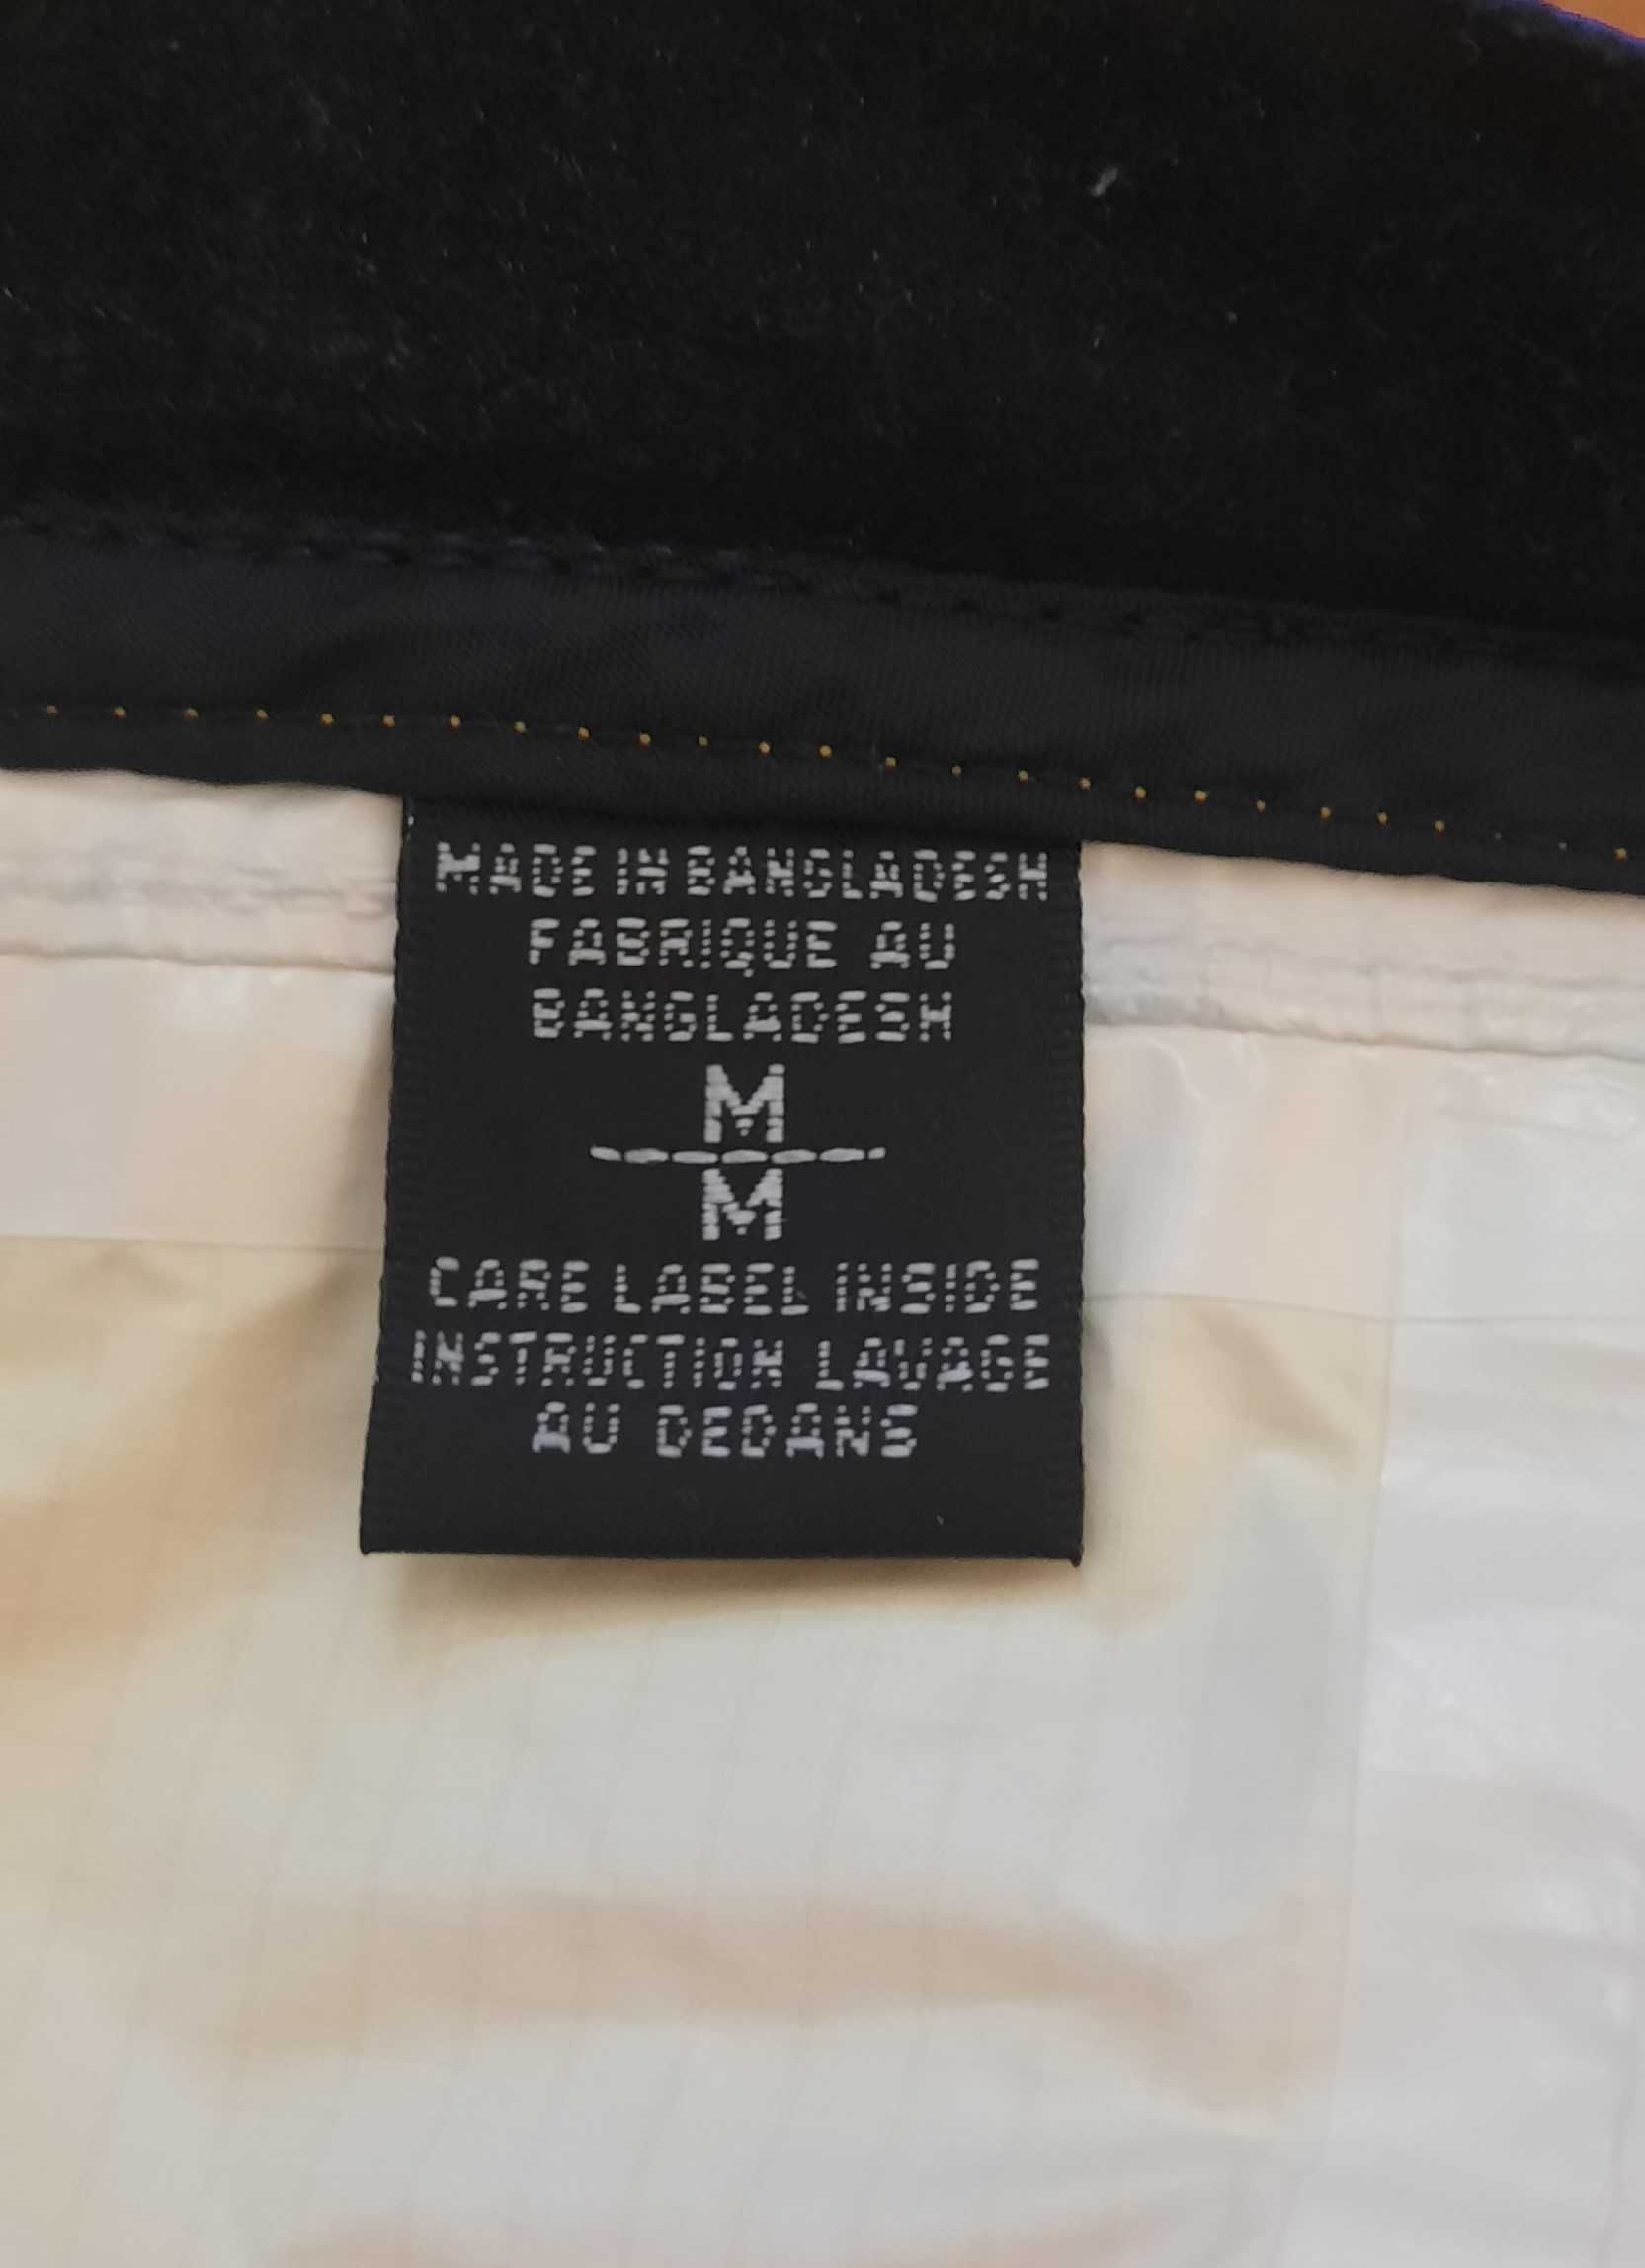 MADE IN BANGLADESH
FABRIQUE AU
BANGLADESH
M
M
CARE LABEL INSIDE
INSTRUCTION LAVAGE
AU DEDANS